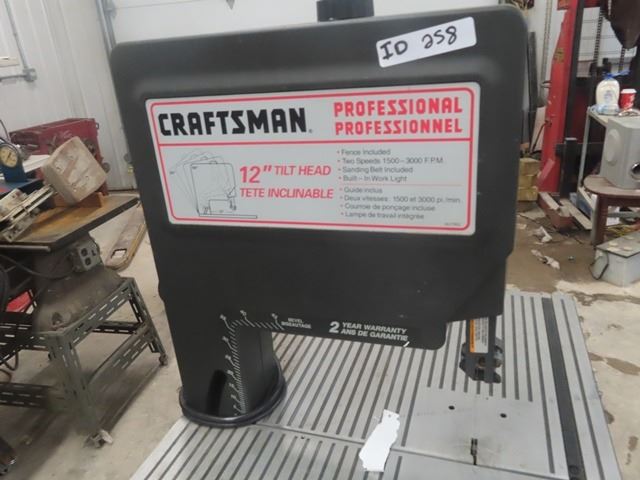 ID 258
CRAFTSMAN®
PROFESSIONAL
PROFESSIONNEL
12" TILT HEAD
TETE INCLINABLE
• Fence Included
• Two Speeds 1500-3000 F.P.M.
• Sanding Belt Included
• Built-In Work Light
• Guide inclus
• Deux vitesses: 1500 et 3000 pi./min.
• Courroie de ponçage incluse
• Lampe de travail intégrée
BEVEL
BISEAUTAGE
2 YEAR WARRANTY
ANS DE GARANTIE